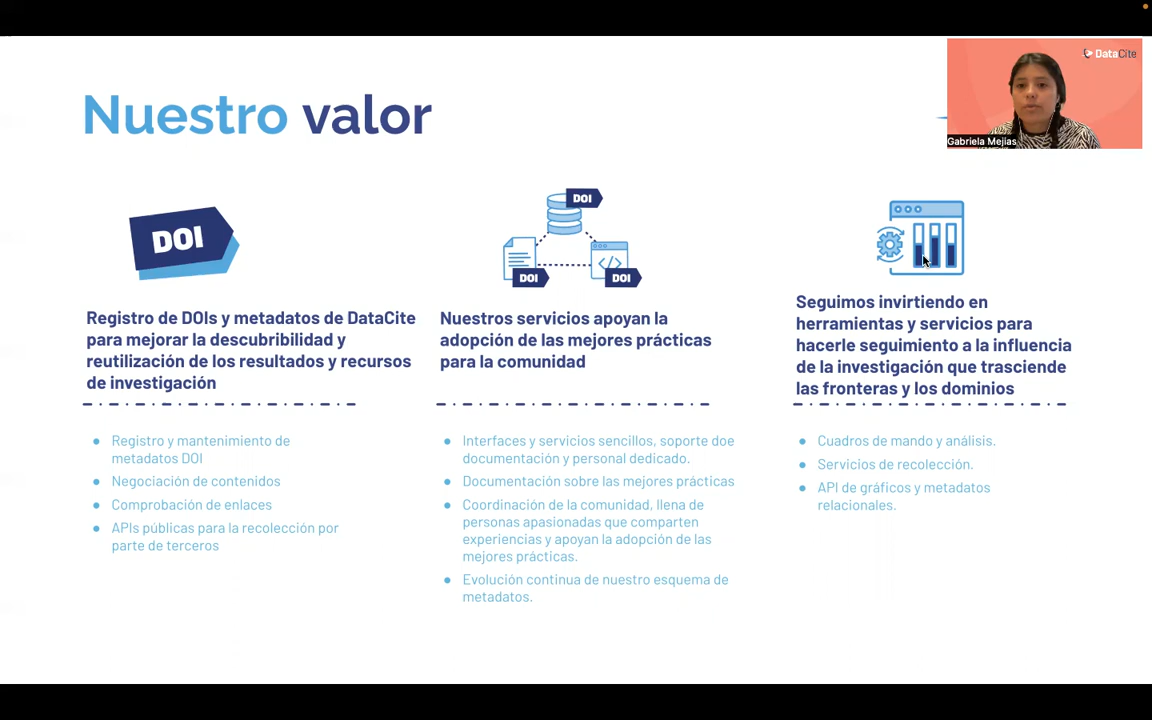 DataCite
Gabriela Mejias
Nuestro valor
DOI
Registro de DOIs y metadatos de DataCite
para mejorar la descubribilidad y
reutilización de los resultados y recursos
de investigación
Registro y mantenimiento de
metadatos DOI
Negociación de contenidos
Comprobación de enlaces
APIs públicas para la recolección por
parte de terceros
DOI
DOI
DOI
Nuestros servicios apoyan la
adopción de las mejores prácticas
para la comunidad
Interfaces y servicios sencillos, soporte doe
documentación y personal dedicado.
Documentación sobre las mejores prácticas
Coordinación de la comunidad, llena de
personas apasionadas que comparten
experiencias y apoyan la adopción de las
mejores prácticas.
Evolución continua de nuestro esquema de
metadatos.
Seguimos invirtiendo en
herramientas y servicios para
hacerle seguimiento a la influencia
de la investigación que trasciende
las fronteras y los dominios
Cuadros de mando y análisis.
Servicios de recolección.
API de gráficos y metadatos
relacionales.